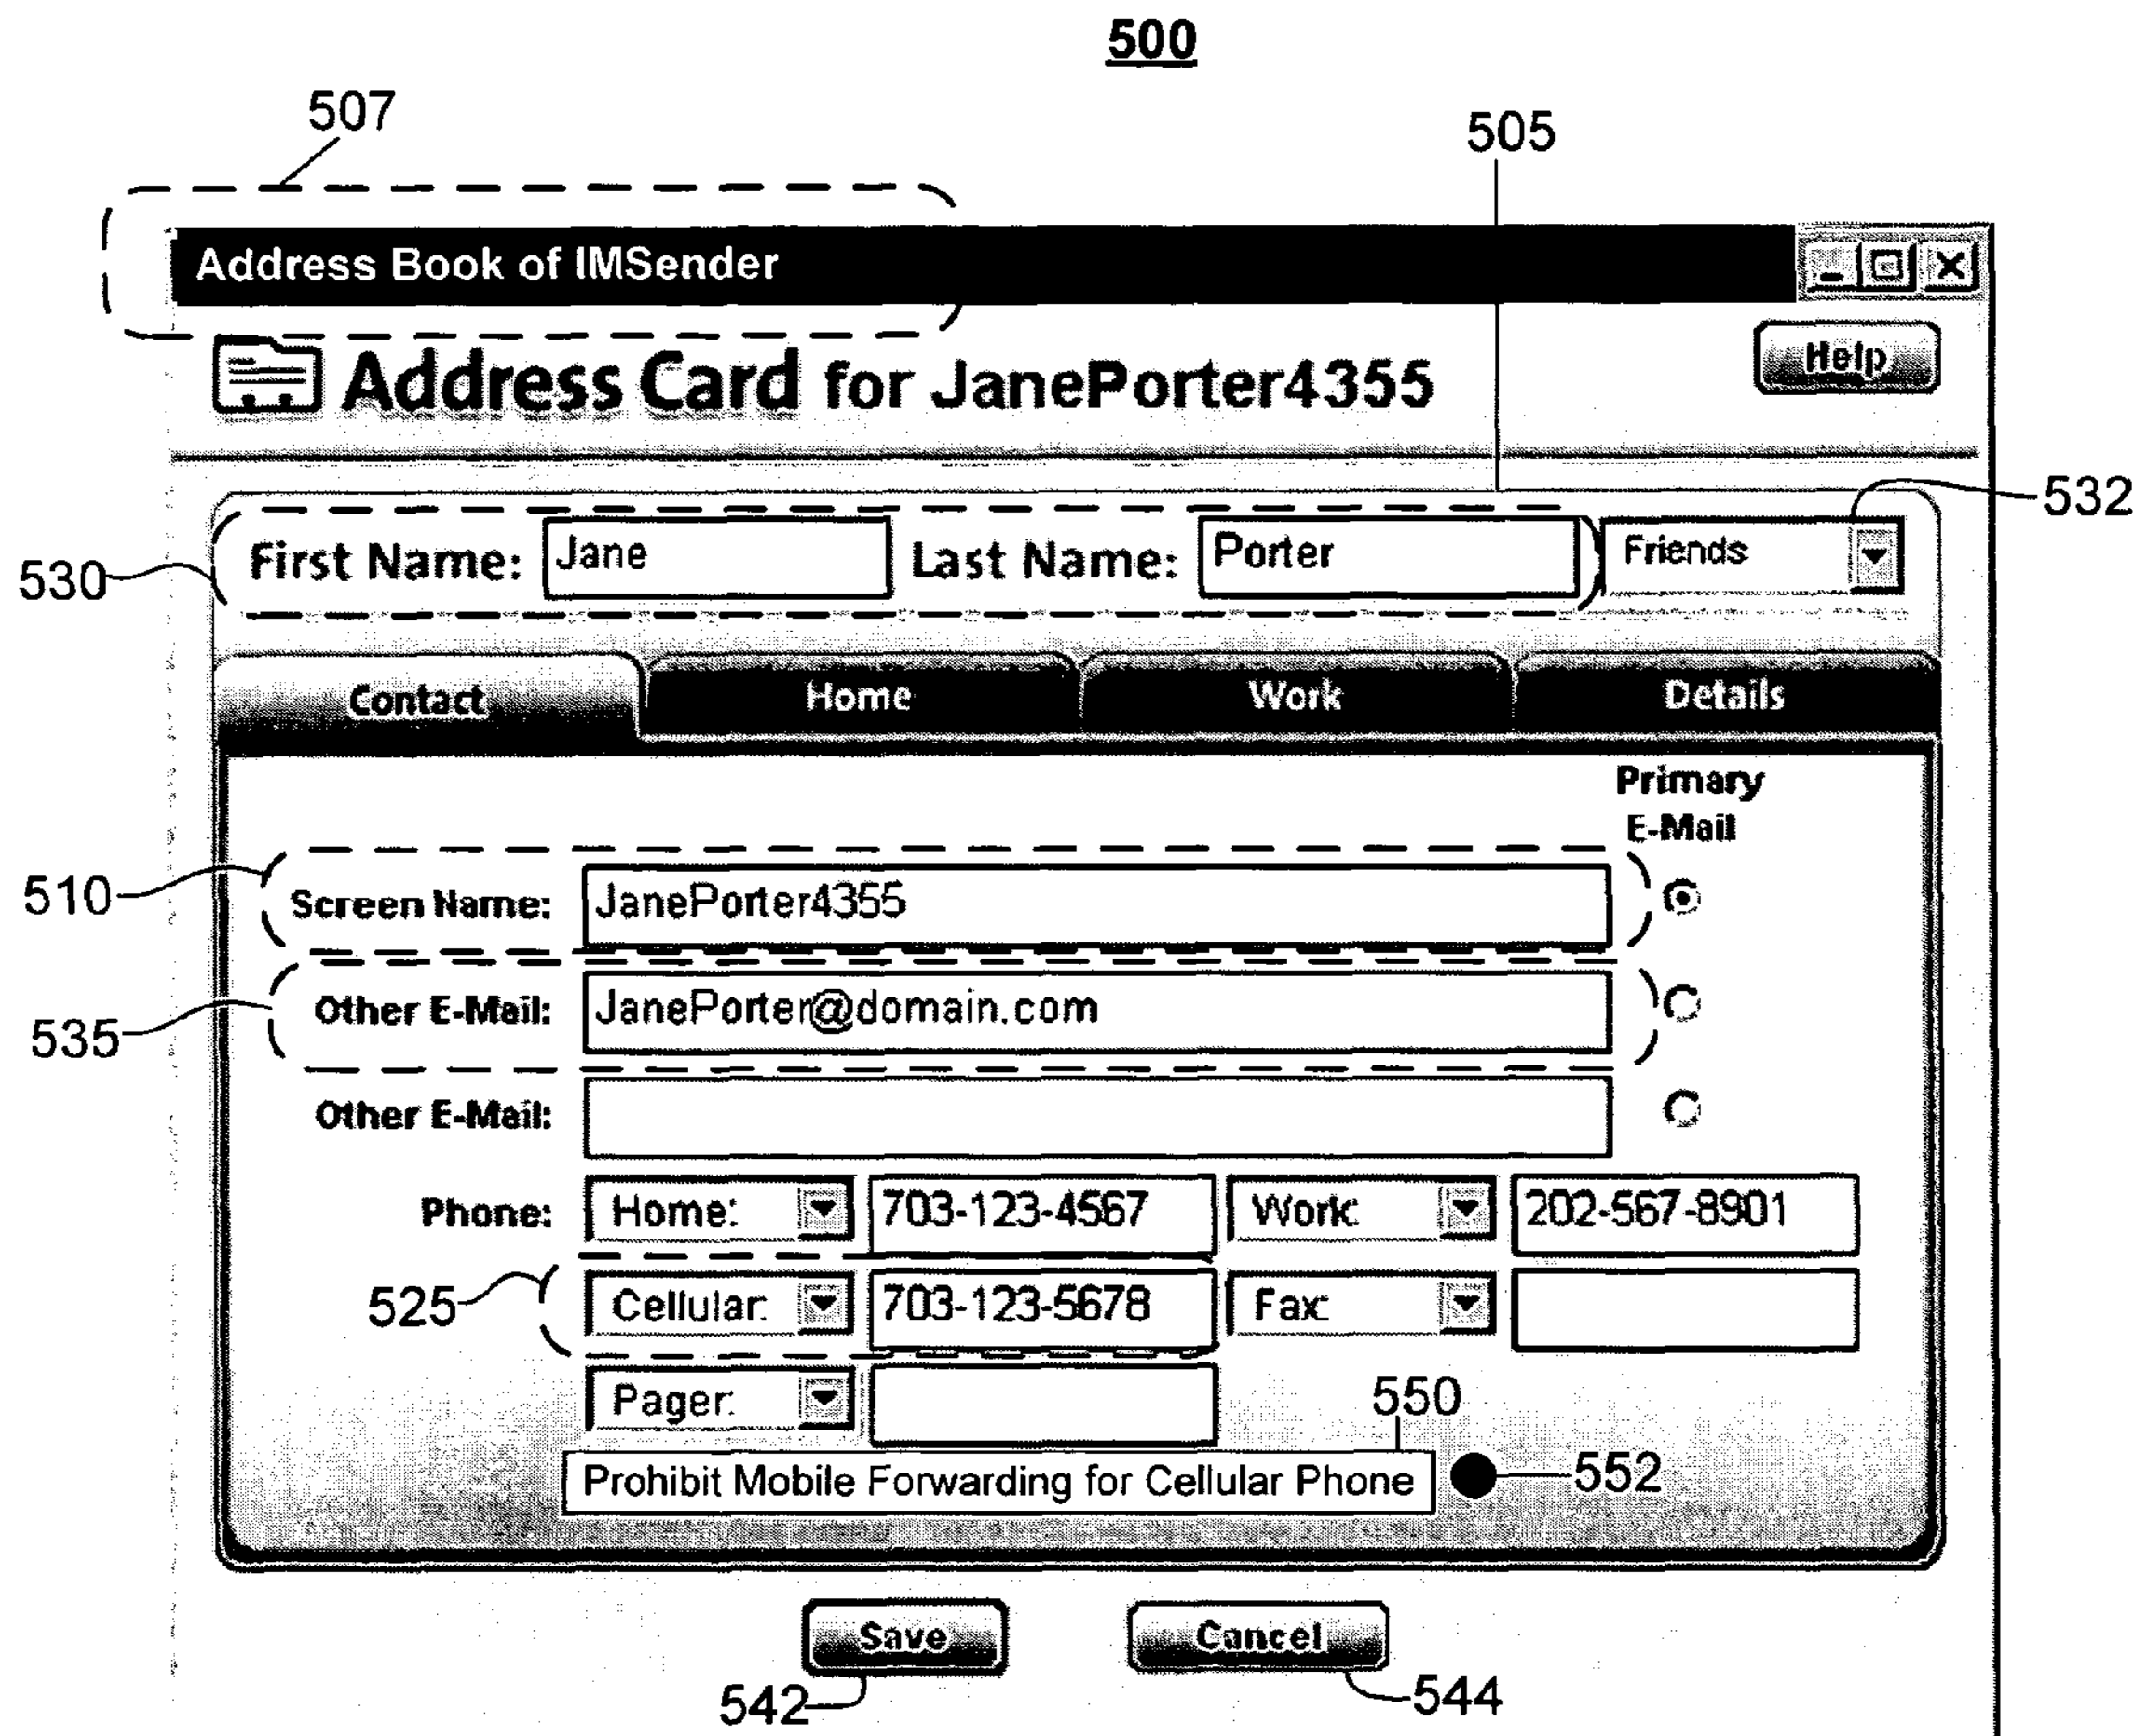 500
507
505
Address Book of IMSender
Address Card for JanePorter4355
Help
532
530
First Name: Jane Last Name: Porter Friends
Contact Home Work Details
Primary
E-Mail
510
Screen Name: JanePorter4355
535
Other E-Mail: JanePorter@domain.com
Other E-Mail:
Phone: Home: 703-123-4567 Work: 202-567-8901
525
Cellular: 703-123-5678 Fax:
Pager:
550
Prohibit Mobile Forwarding for Cellular Phone 552
Save Cancel
542 544